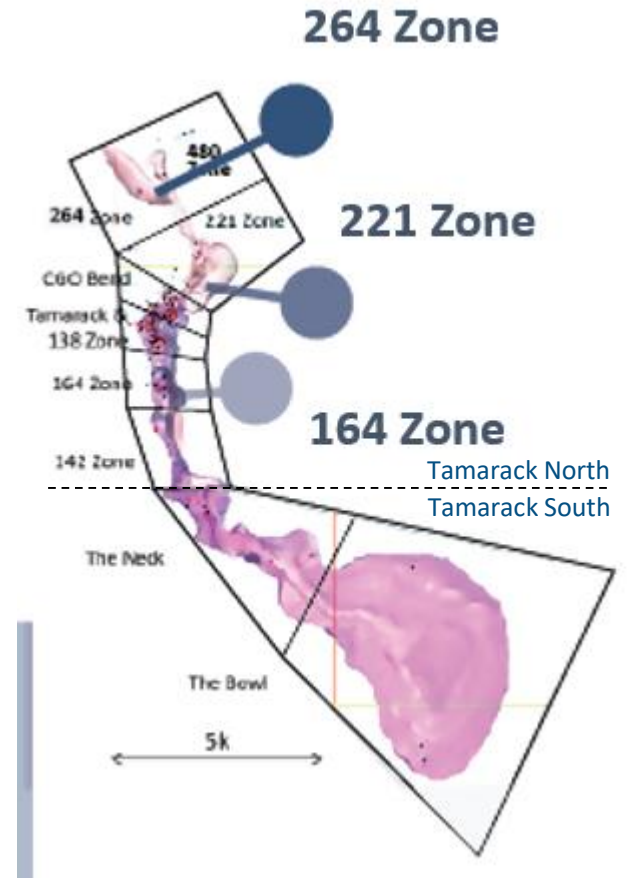 264 Zone
480
Zone
264 Zone
221 Zone
221 Zone
CGO Bend
Tamarack &
138 Zone
164 Zone
164 Zone
142 Zone
Tamarack North
Tamarack South
The Neck
The Bowl
5k